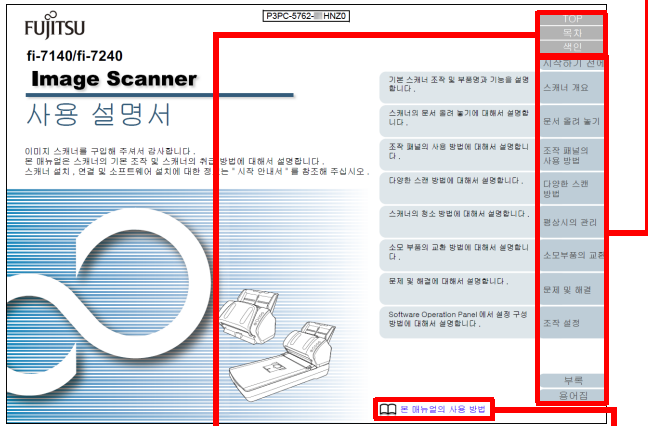 FUJITSU
P3PC-5762- HNZ0
fi-7140/fi-7240
Image Scanner
사용 설명서
이미지 스캐너를 구입해 주셔서 감사합니다 .
본 매뉴얼은 스캐너의 기본 조작 및 스캐너의 취급 방법에 대해서 설명합니다 .
스캐너 설치 , 연결 및 소프트웨어 설치에 대한 정 는 " 시작 안내서 " 를 참조해 주십시오 .
TOP
목차
색인
시작하기 전에
기본 스캐너 조작 및 부품명과 기능을 설명
합니다 .
스캐너 개요
스캐너의 문서 올려 놓기에 대해서 설명합
니다 .
문서 올려 놓기
조작 패널의 사용 방법에 대해서 설명합니
다 .
조작 패널의
사용 방법
다양한 스캔 방법에 대해서 설명합니다 .
다양한 스캔
방법
스캐너의 청소 방법에 대해서 설명합니다 .
평상시의 관리
소모 부품의 교환 방법에 대해서 설명합니
다 .
소모부품의 교환
문제 및 해결에 대해서 설명합니다 .
문제 및 해결
Software Operation Panel 에서 설정 구성
방법에 대해서 설명합니다 .
조작 설정
부록
용어집
본 매뉴얼의 사용 방법